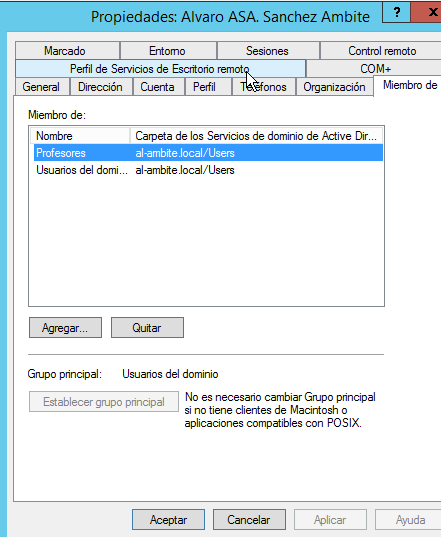 Propiedades: Alvaro ASA. Sanchez Ambite ? x
Marcado Entorno Sesiones Control remoto
Perfil de Servicios de Escritorio remoto COM+
General Dirección Cuenta Perfil Teléfonos Organización Miembro de
Miembro de:
Nombre Carpeta de los Servicios de dominio de Active Dir...
Profesores al-ambite.local/Users
Usuarios del domi... al-ambite.local/Users
Agregar... Quitar
Grupo principal: Usuarios del dominio
Establecer grupo principal
No es necesario cambiar Grupo principal
si no tiene clientes de Macintosh o
aplicaciones compatibles con POSIX.
Aceptar Cancelar Aplicar Ayuda